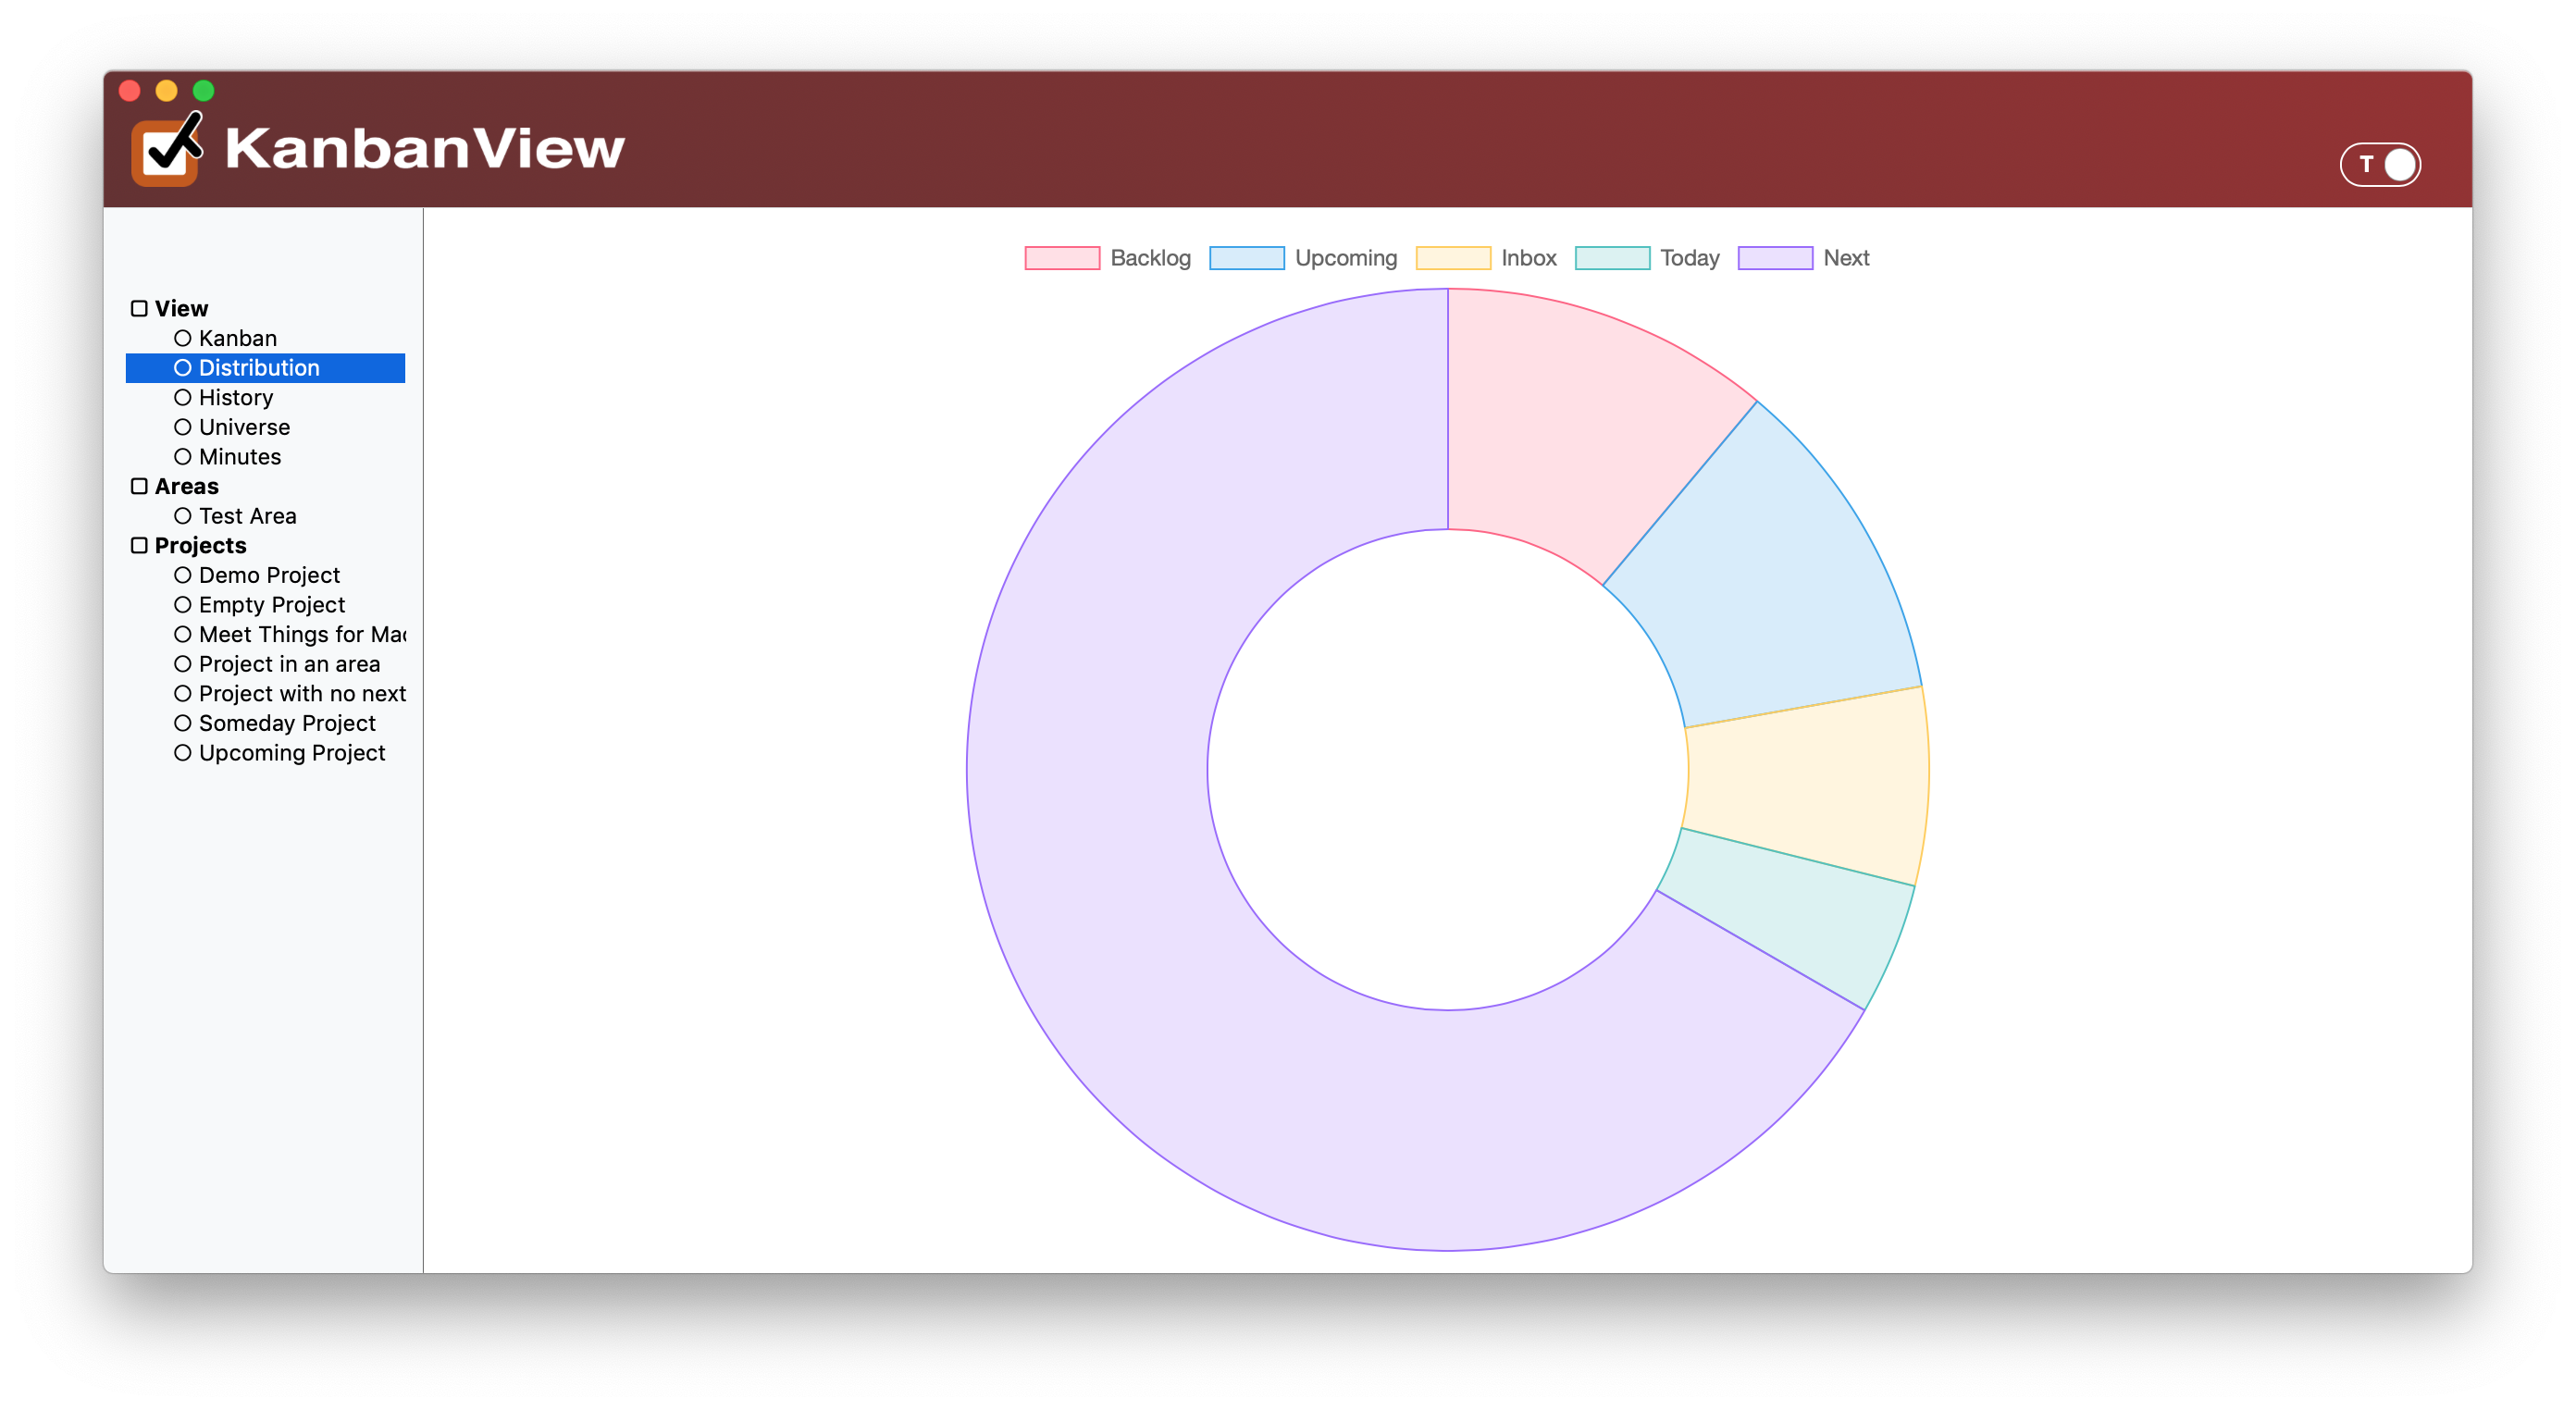 KanbanView
T
Backlog Upcoming Inbox Today Next
View
Kanban
Distribution
History
Universe
Minutes
Areas
Test Area
Projects
Demo Project
Empty Project
Meet Things for Mac
Project in an area
Project with no next
Someday Project
Upcoming Project